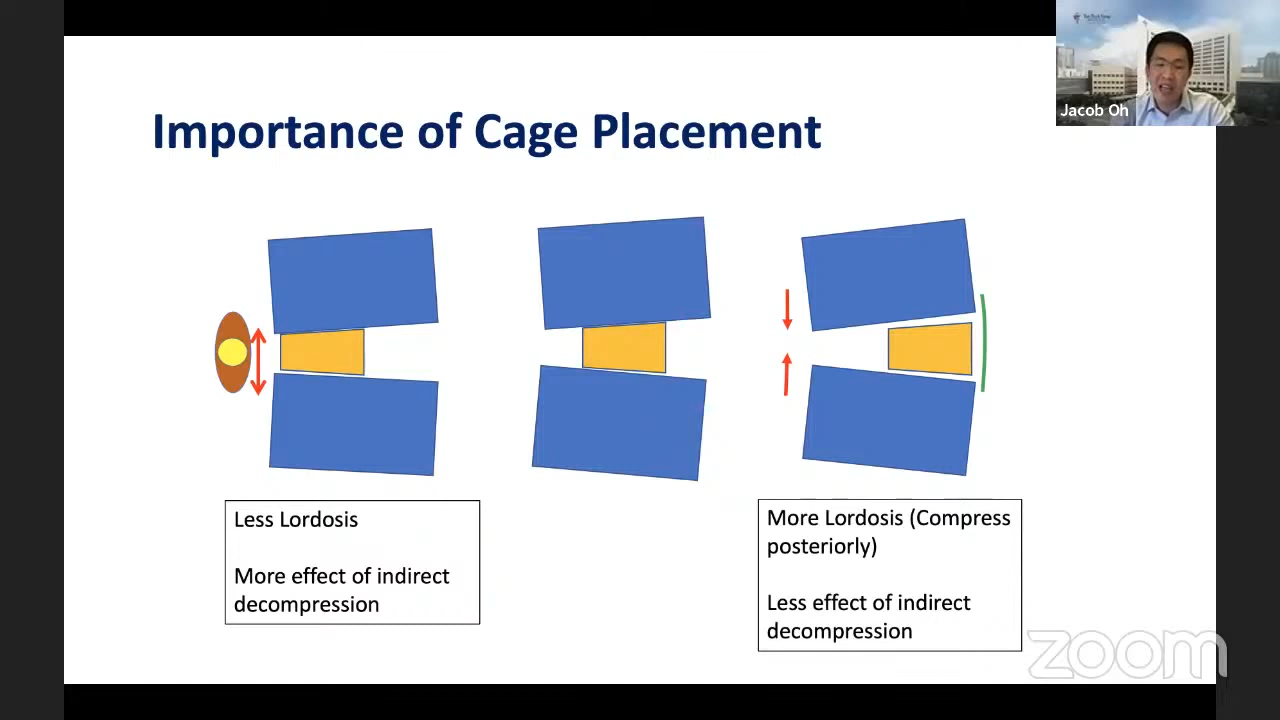 Importance of Cage Placement
Jacob Oh
Less Lordosis
More effect of indirect
decompression
More Lordosis (Compress
posteriorly)
Less effect of indirect
decompression
zoom